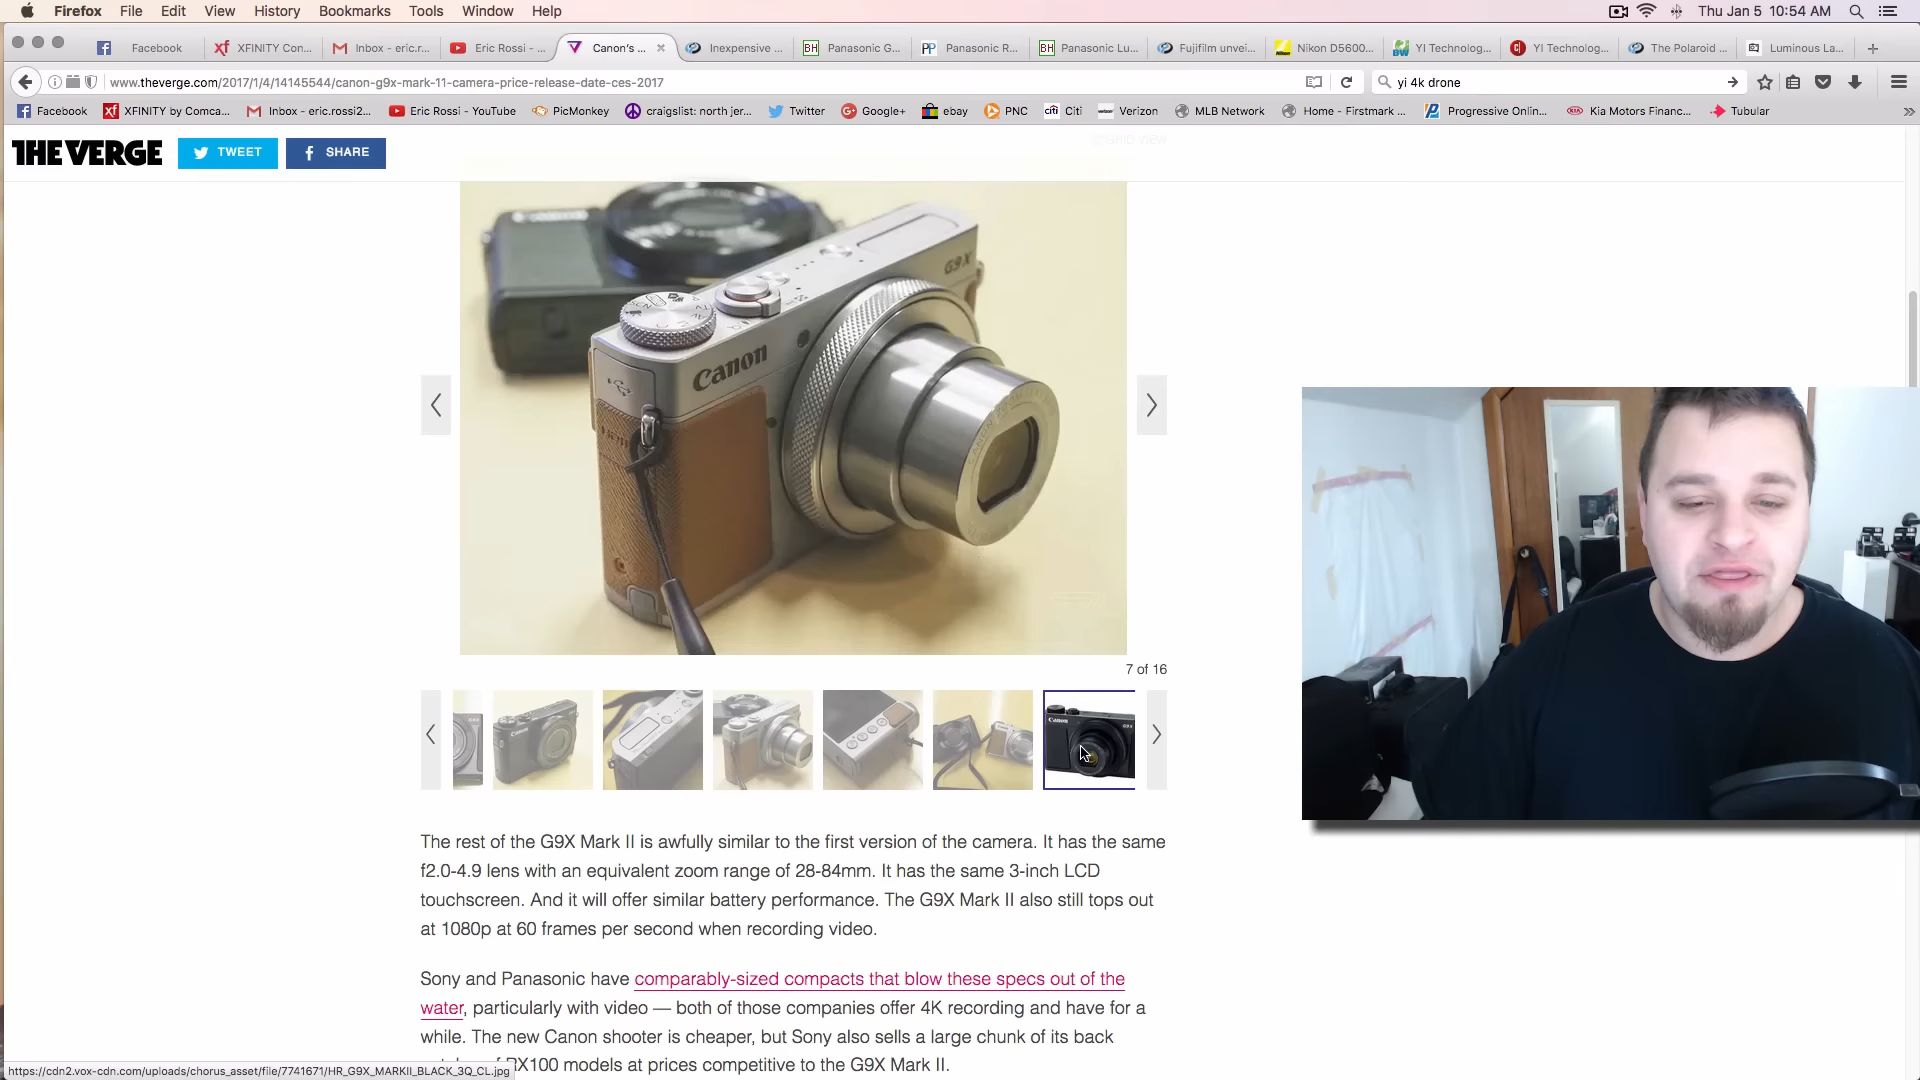 Firefox File Edit View History Bookmarks Tools Window Help Thu Jan 5 10:54 AM
Facebook XFINITY Con... Inbox - eric.r... Eric Rossi - ... Canon's ... Inexpensive ... Panasonic G... Panasonic R... Panasonic Lu... Fujifilm unvei... Nikon D5600... YI Technolog... YI Technolog... The Polaroid ... Luminous La...
www.theverge.com/2017/1/4/14145544/canon-g9x-mark-11-camera-price-release-date-ces-2017 yi 4k drone
Facebook XFINITY by Comca... Inbox - eric.rossi2... Eric Rossi - YouTube PicMonkey craigslist: north jer... Twitter Google+ ebay PNC Citi Verizon MLB Network Home - Firstmark ... Progressive Onlin... Kia Motors Financ... Tubular
THE VERGE TWEET SHARE
GRID VIEW
G9 X
Canon
7 of 16
The rest of the G9X Mark II is awfully similar to the first version of the camera. It has the same
f2.0-4.9 lens with an equivalent zoom range of 28-84mm. It has the same 3-inch LCD
touchscreen. And it will offer similar battery performance. The G9X Mark II also still tops out
at 1080p at 60 frames per second when recording video.
Sony and Panasonic have comparably-sized compacts that blow these specs out of the
water, particularly with video — both of those companies offer 4K recording and have for a
while. The new Canon shooter is cheaper, but Sony also sells a large chunk of its back
RX100 models at prices competitive to the G9X Mark II.
https://cdn2.vox-cdn.com/uploads/chorus_asset/file/7741671/HR_G9X_MARKII_BLACK_3Q_CL.jpg